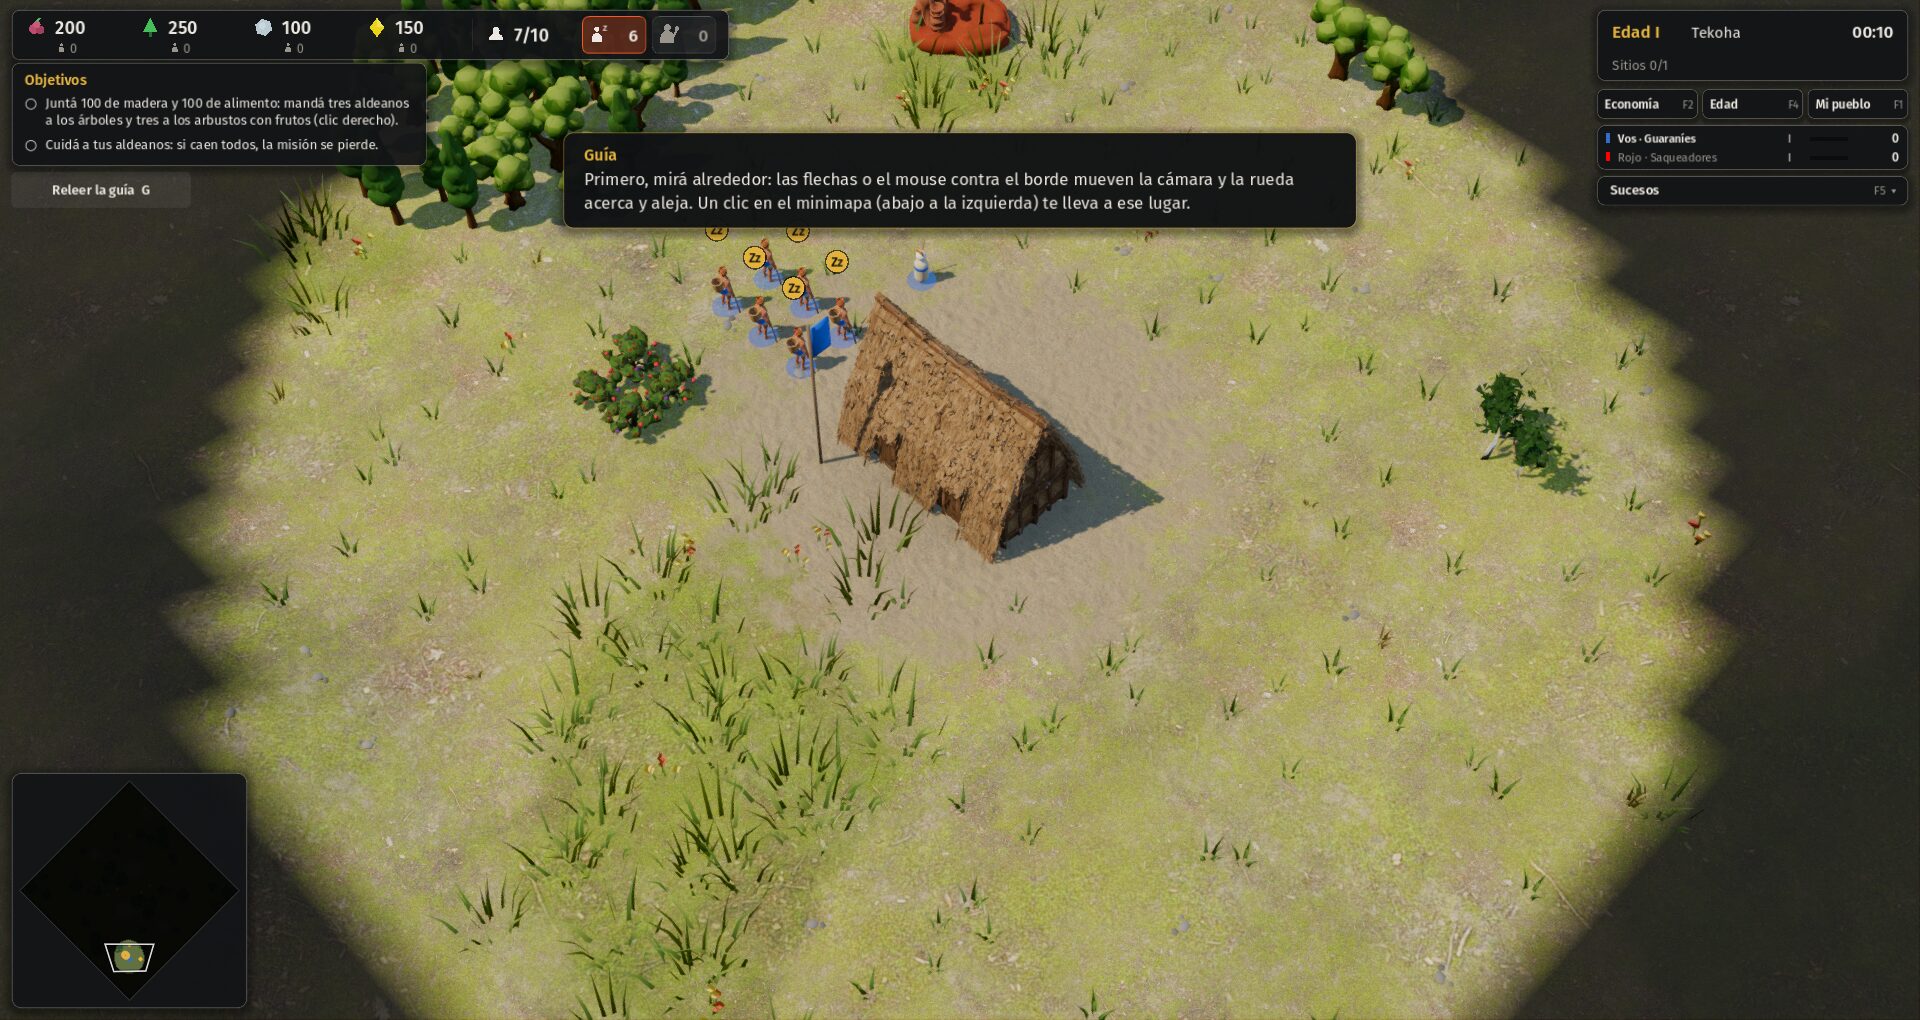 200
250
100
150
7/10
z 6
0
0
0
0
0
Objetivos
Juntá 100 de madera y 100 de alimento: mandá tres aldeanos
a los árboles y tres a los arbustos con frutos (clic derecho).
Cuidá a tus aldeanos: si caen todos, la misión se pierde.
Releer la guía G
Guía
Primero, mirá alrededor: las flechas o el mouse contra el borde mueven la cámara y la rueda
acerca y aleja. Un clic en el minimapa (abajo a la izquierda) te lleva a ese lugar.
Edad I Tekoha 00:10
Sitios 0/1
Economía F2 Edad F4 Mi pueblo F1
Vos · Guaraníes I 0
Rojo · Saqueadores I 0
Sucesos F5
Zz
Zz
Zz
Zz
Zz